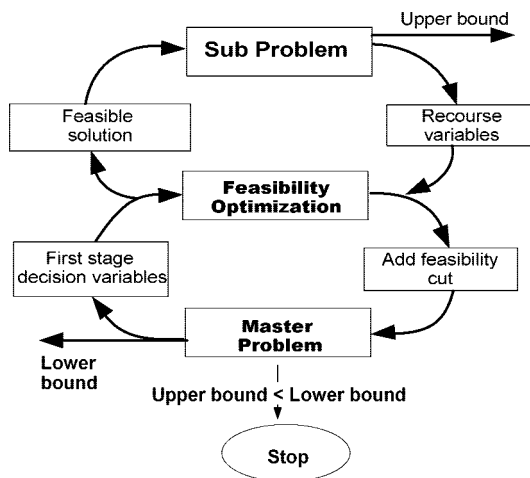 Upper bound
Sub Problem
Feasible
solution
Recourse
variables
Feasibility
Optimization
First stage
decision variables
Add feasibility
cut
Master
Problem
Lower
bound
Upper bound < Lower bound
Stop